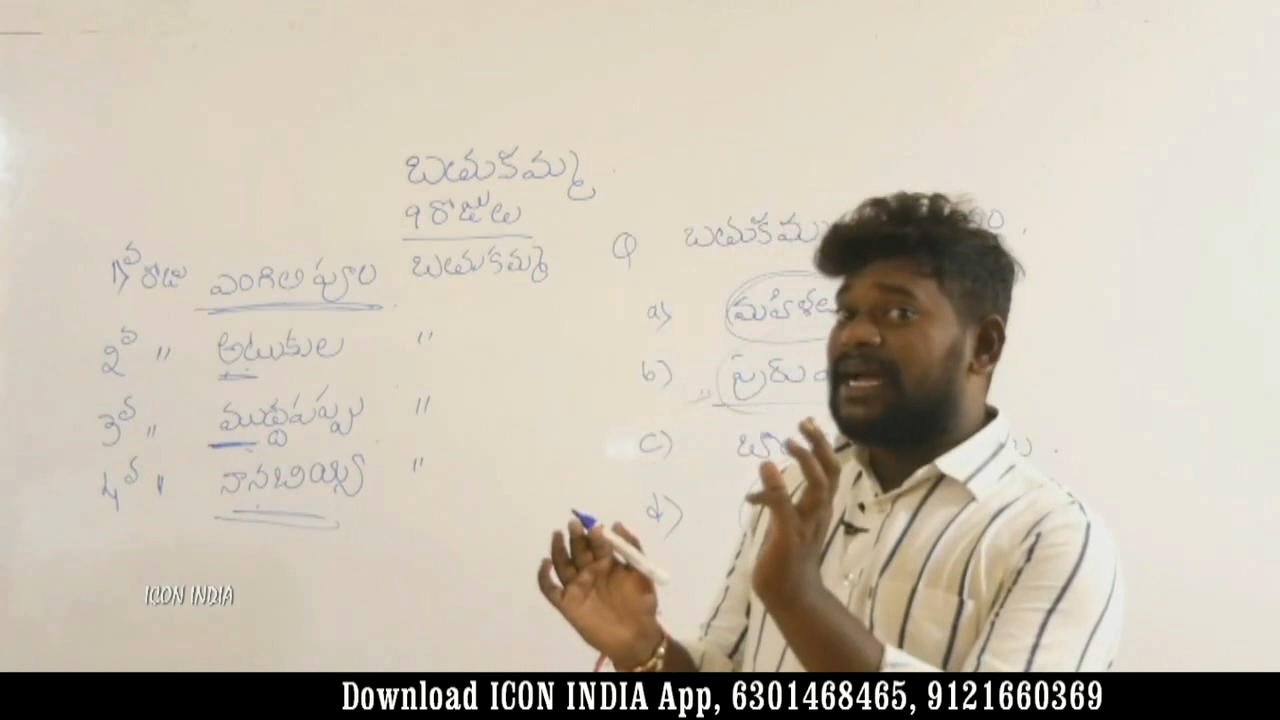 బతుకమ్మ
9 రోజులు
1వ రోజు ఎంగిలి పూల బతుకమ్మ
2వ " అటుకుల "
3వ " ముద్దపప్పు "
4వ " నానబియ్యం "
Q
a) మహిళల
b) పురు
c)
d)
ICON INDIA
Download ICON INDIA App, 6301468465, 9121660369